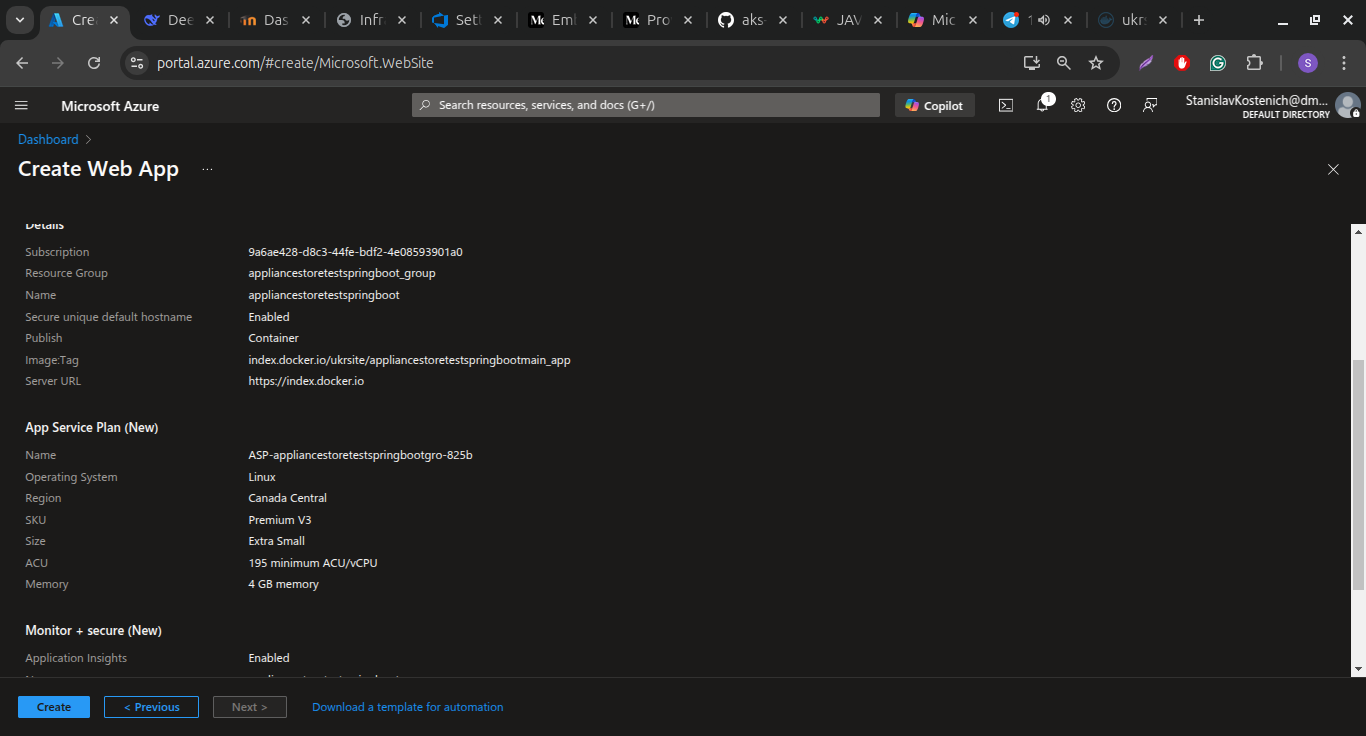 Crea
Dee
Das
Infra
Sett
Emb
Pro
aks-
JAV
Mic
1
ukrs
portal.azure.com/#create/Microsoft.WebSite
S
Microsoft Azure
Search resources, services, and docs (G+/)
Copilot
1
StanislavKostenich@dm...
DEFAULT DIRECTORY
Dashboard
Create Web App
...
Details
Subscription 9a6ae428-d8c3-44fe-bdf2-4e08593901a0
Resource Group appliancestoretestspringboot_group
Name appliancestoretestspringboot
Secure unique default hostname Enabled
Publish Container
Image:Tag index.docker.io/ukrsite/appliancestoretestspringbootmain_app
Server URL https://index.docker.io
App Service Plan (New)
Name ASP-appliancestoretestspringbootgro-825b
Operating System Linux
Region Canada Central
SKU Premium V3
Size Extra Small
ACU 195 minimum ACU/vCPU
Memory 4 GB memory
Monitor + secure (New)
Application Insights Enabled
Create
< Previous
Next >
Download a template for automation